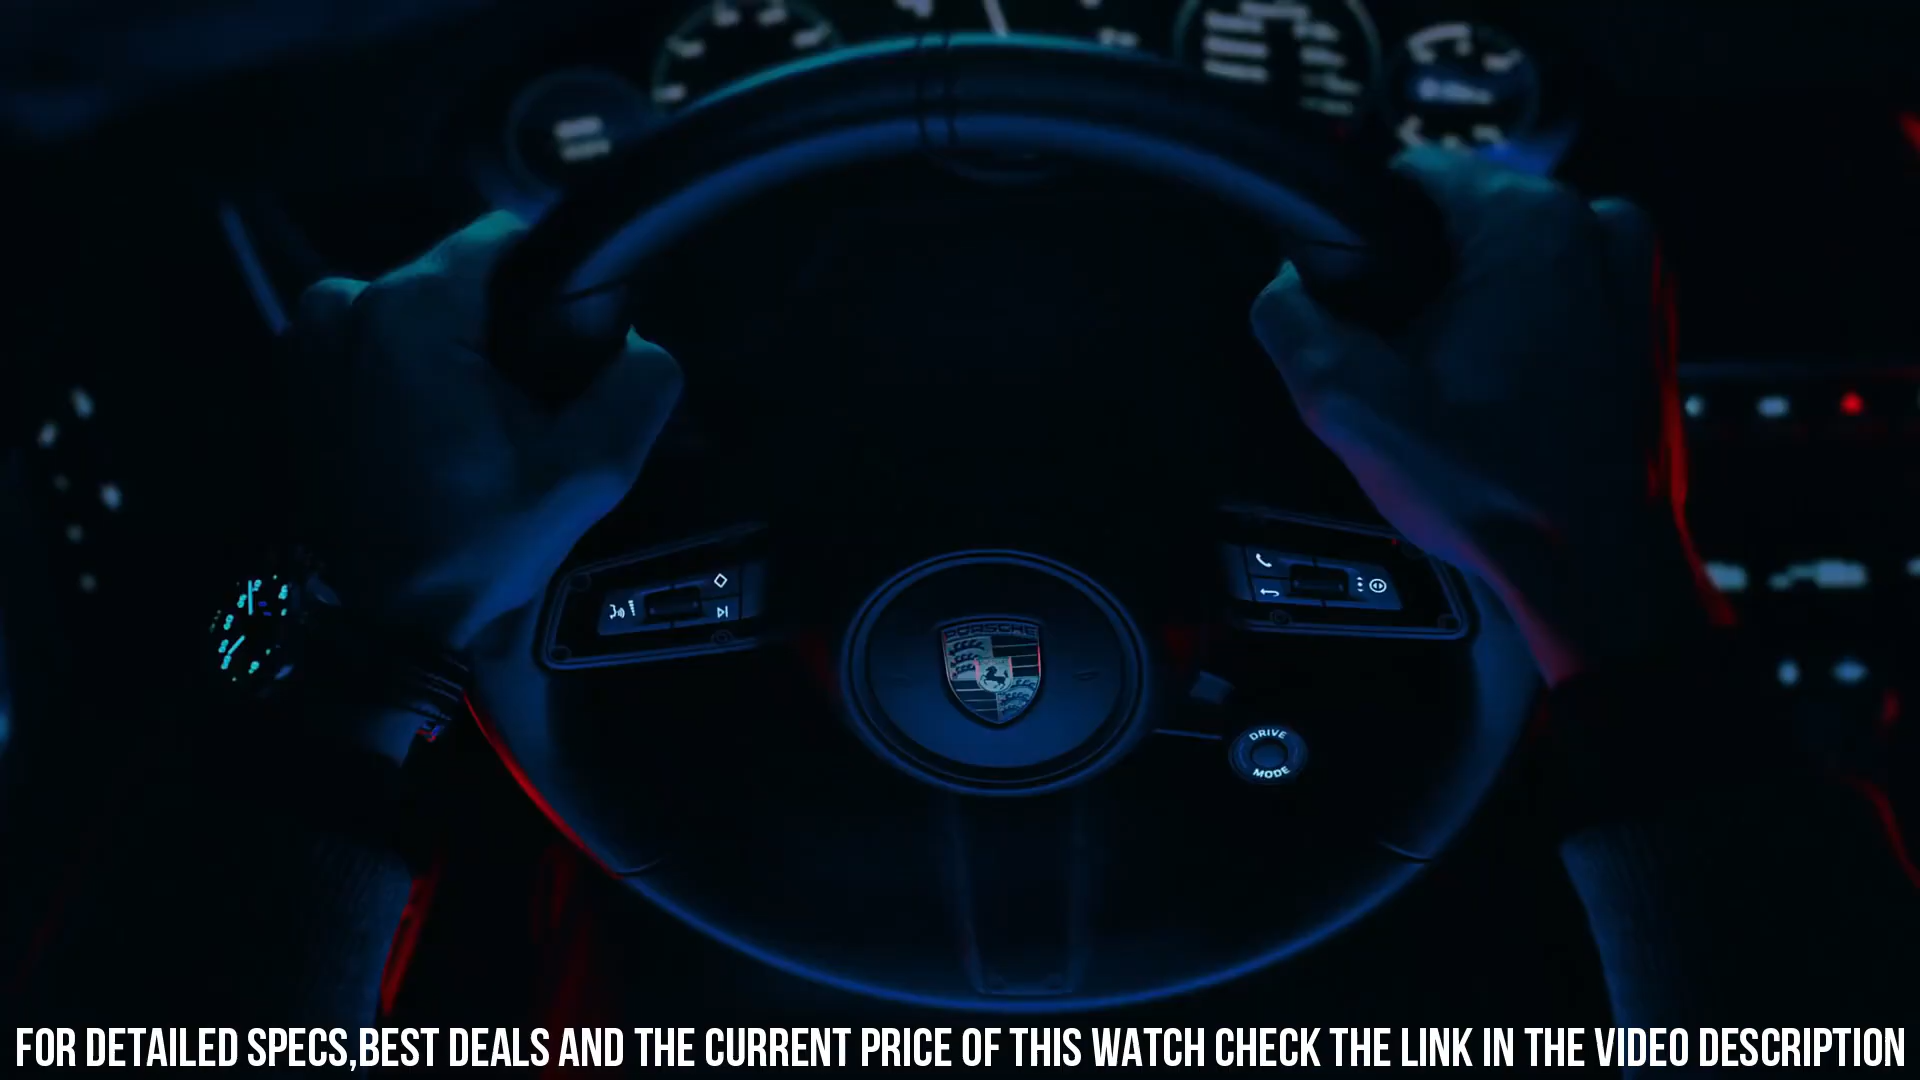 PORSCHE
DRIVE
MODE
FOR DETAILED SPECS,BEST DEALS AND THE CURRENT PRICE OF THIS WATCH CHECK THE LINK IN THE VIDEO DESCRIPTION